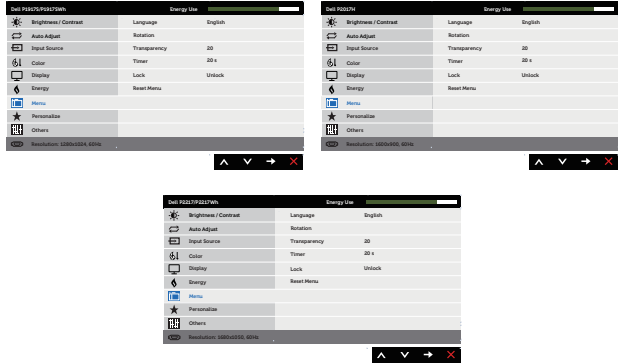 Dell P1917S/P1917SWh Energy Use
Brightness / Contrast Language English
Auto Adjust Rotation
Input Source Transparency 20
Color Timer 20 s
Display Lock Unlock
Energy Reset Menu
Menu
Personalize
Others
Resolution: 1280x1024, 60Hz
Dell P2017H Energy Use
Brightness / Contrast Language English
Auto Adjust Rotation
Input Source Transparency 20
Color Timer 20 s
Display Lock Unlock
Energy Reset Menu
Menu
Personalize
Others
Resolution: 1600x900, 60Hz
Dell P2217/P2217Wh Energy Use
Brightness / Contrast Language English
Auto Adjust Rotation
Input Source Transparency 20
Color Timer 20 s
Display Lock Unlock
Energy Reset Menu
Menu
Personalize
Others
Resolution: 1680x1050, 60Hz